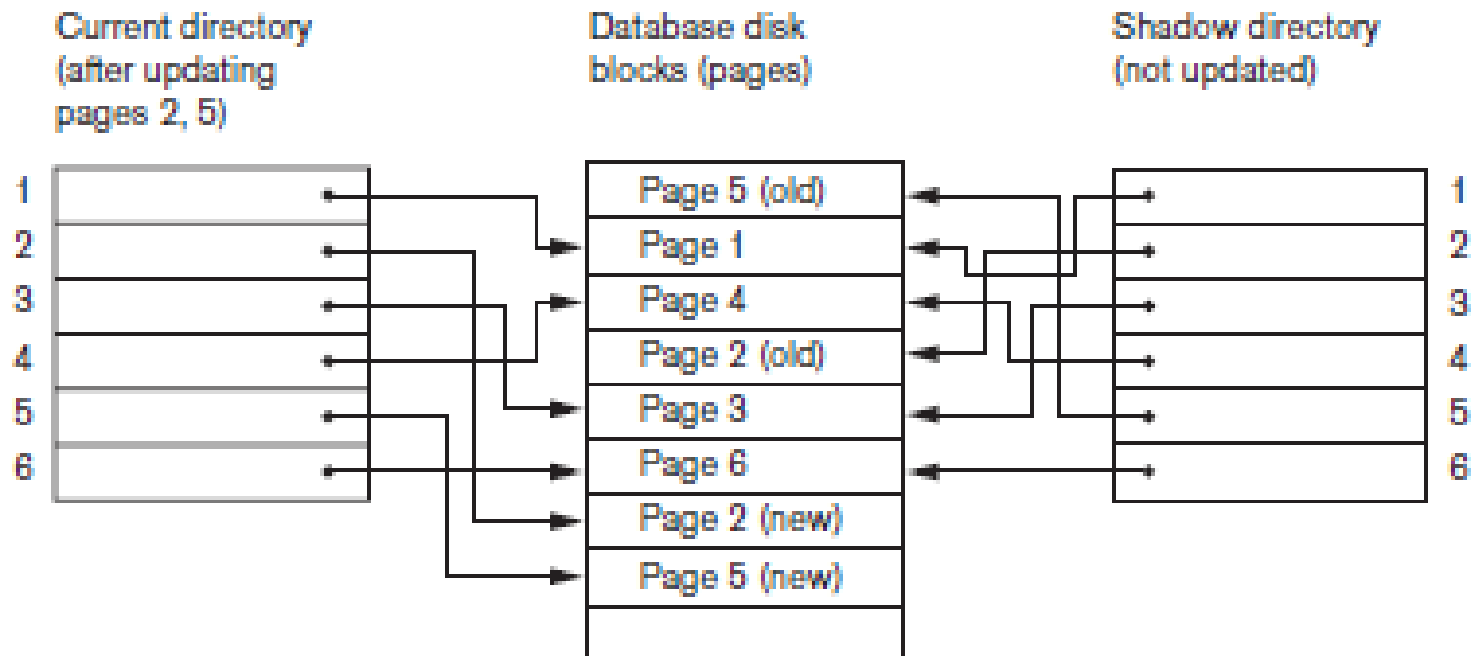 Current directory
(after updating
pages 2, 5)
Database disk
blocks (pages)
Shadow directory
(not updated)
1
2
3
4
5
6
Page 5 (old)
Page 1
Page 4
Page 2 (old)
Page 3
Page 6
Page 2 (new)
Page 5 (new)
1
2
3
4
5
6